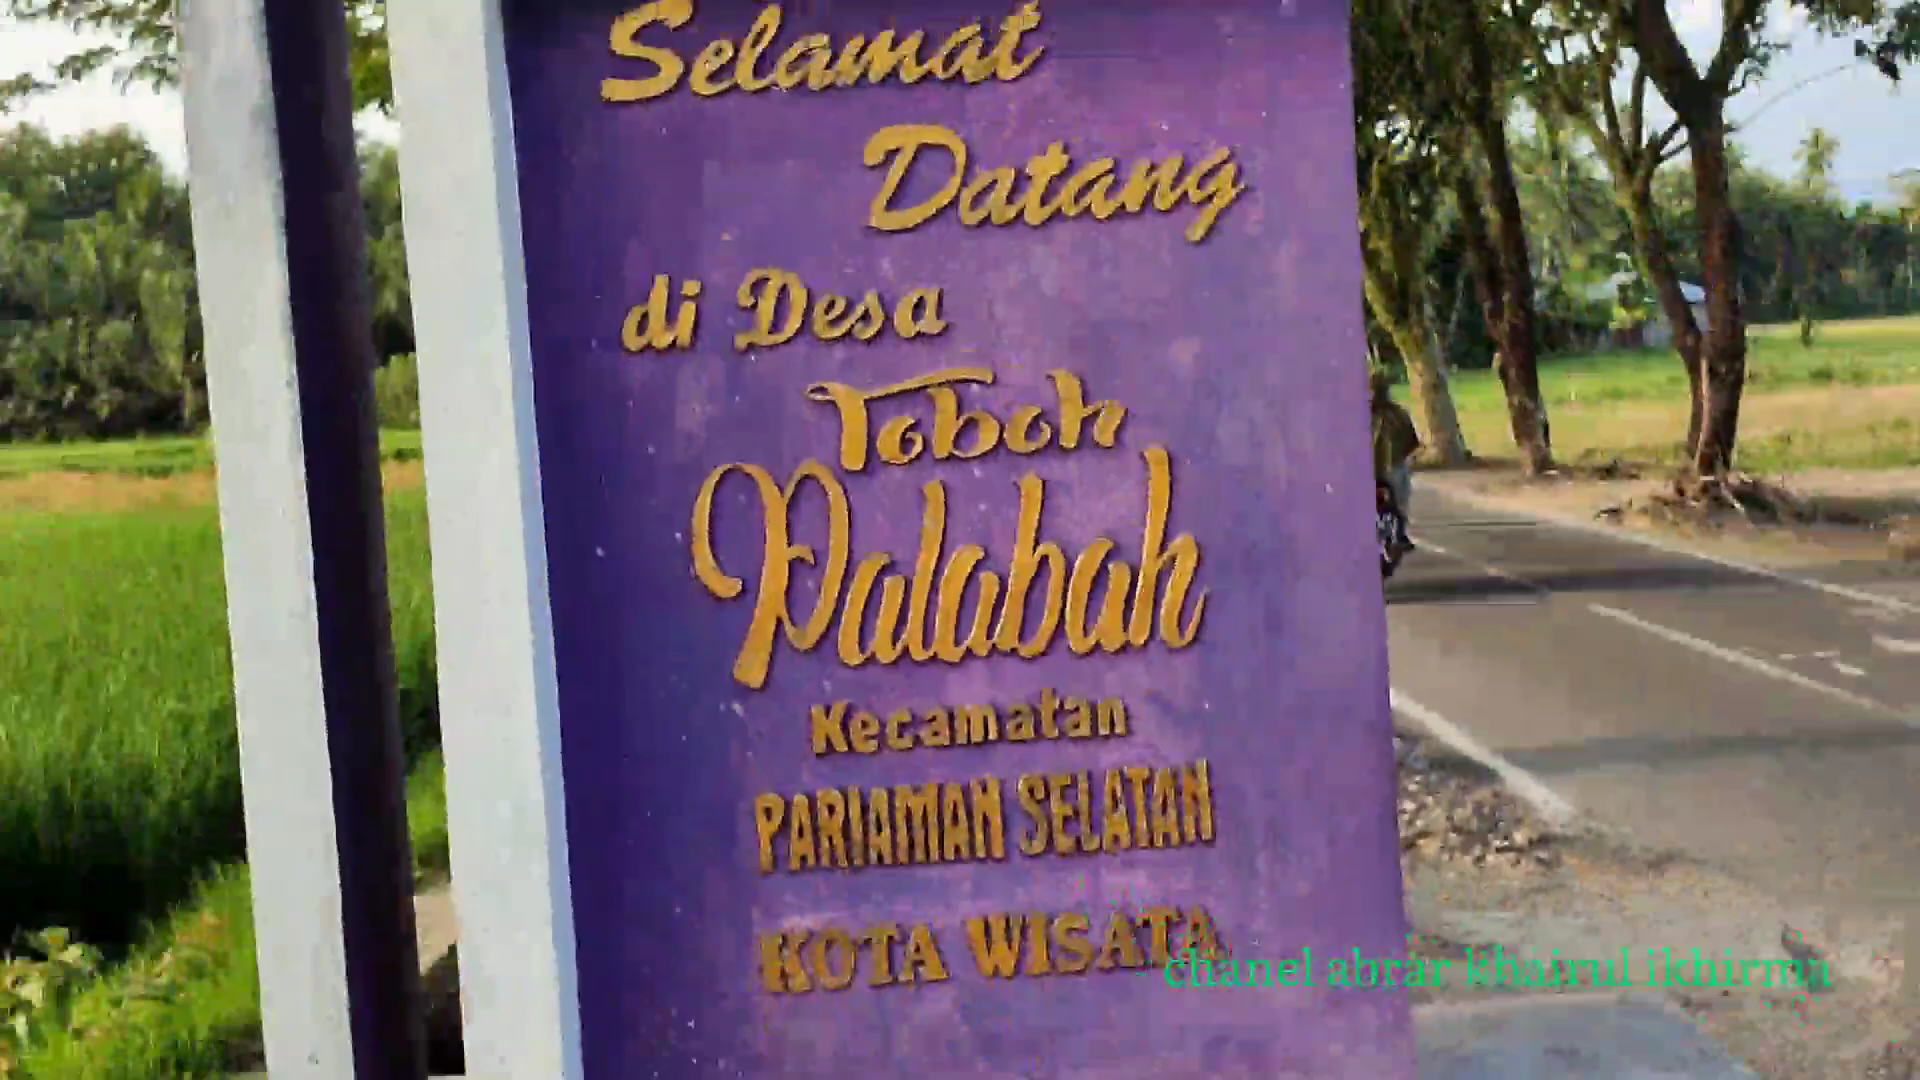 Selamat
Datang
di Desa
Toboh
Palabah
Kecamatan
PARIAMAN SELATAN
KOTA WISATA
chanel abrar khairul ikhirma